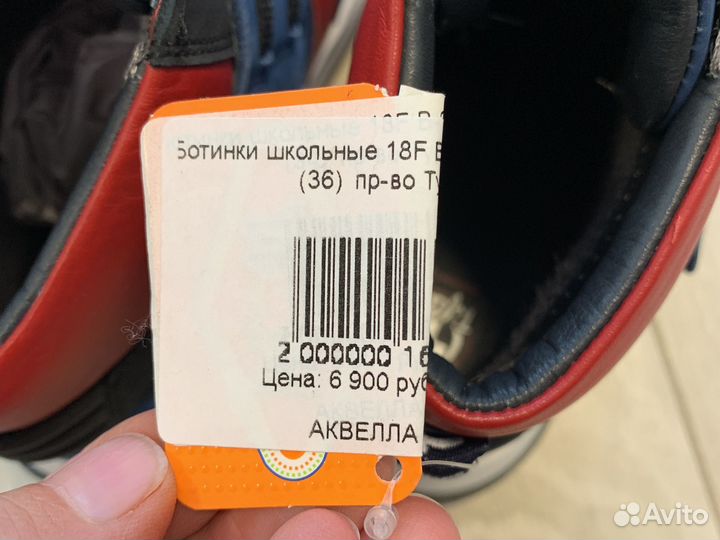 Ботинки школьные 18F В
(36) пр-во Ту
2 000000 16
Цена: 6 900 руб
АКВЕЛЛА
Avito